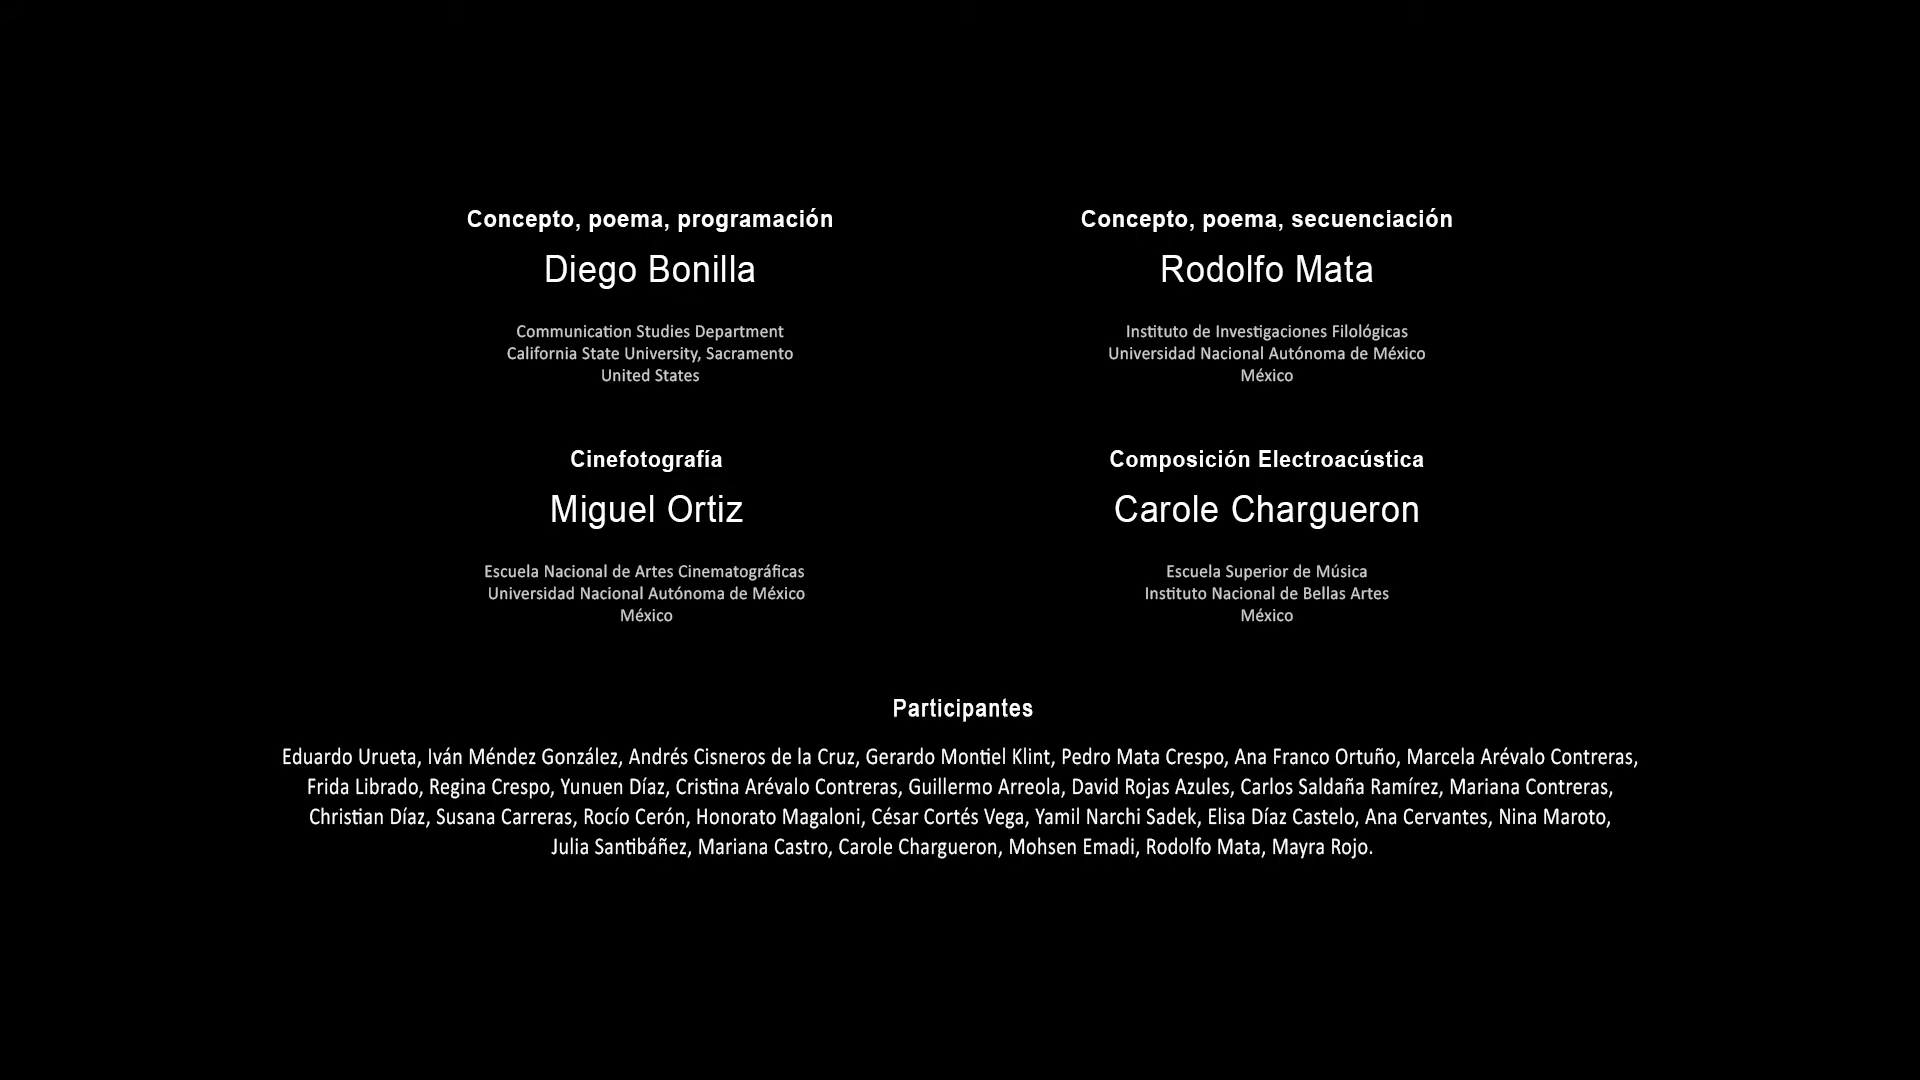 Concepto, poema, programación
Diego Bonilla
Communication Studies Department
California State University, Sacramento
United States
Concepto, poema, secuenciación
Rodolfo Mata
Instituto de Investigaciones Filológicas
Universidad Nacional Autónoma de México
México
Cinefotografía
Miguel Ortiz
Escuela Nacional de Artes Cinematográficas
Universidad Nacional Autónoma de México
México
Composición Electroacústica
Carole Chargueron
Escuela Superior de Música
Instituto Nacional de Bellas Artes
México
Participantes
Eduardo Urueta, Iván Méndez González, Andrés Cisneros de la Cruz, Gerardo Montiel Klint, Pedro Mata Crespo, Ana Franco Ortuño, Marcela Arévalo Contreras,
Frida Librado, Regina Crespo, Yunuen Díaz, Cristina Arévalo Contreras, Guillermo Arreola, David Rojas Azules, Carlos Saldaña Ramírez, Mariana Contreras,
Christian Díaz, Susana Carreras, Rocío Cerón, Honorato Magaloni, César Cortés Vega, Yamil Narchi Sadek, Elisa Díaz Castelo, Ana Cervantes, Nina Maroto,
Julia Santibáñez, Mariana Castro, Carole Chargueron, Mohsen Emadi, Rodolfo Mata, Mayra Rojo.